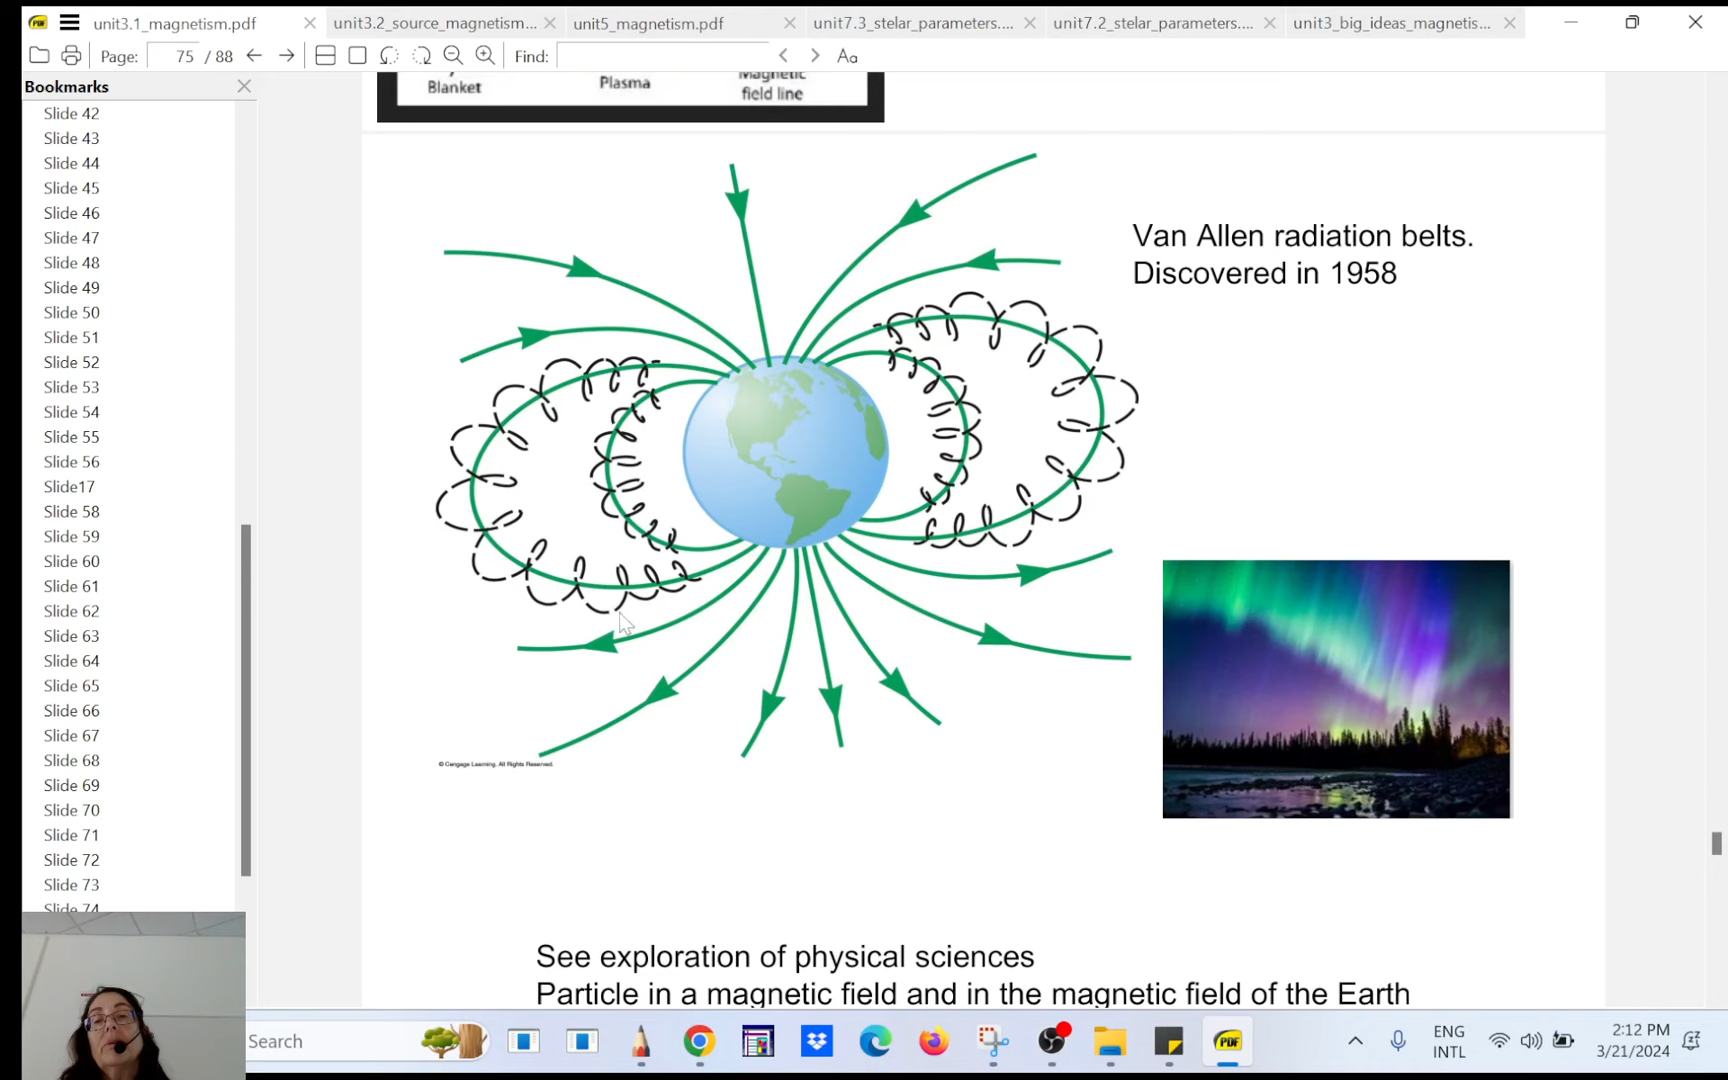 unit3.1_magnetism.pdf
unit3.2_source_magnetism...
unit5_magnetism.pdf
unit7.3_stelar_parameters....
unit7.2_stelar_parameters....
unit3_big_ideas_magnetis...
Page: 75 / 88
Find:
Aa
Bookmarks
Slide 42
Slide 43
Slide 44
Slide 45
Slide 46
Slide 47
Slide 48
Slide 49
Slide 50
Slide 51
Slide 52
Slide 53
Slide 54
Slide 55
Slide 56
Slide17
Slide 58
Slide 59
Slide 60
Slide 61
Slide 62
Slide 63
Slide 64
Slide 65
Slide 66
Slide 67
Slide 68
Slide 69
Slide 70
Slide 71
Slide 72
Slide 73
Slide 74
Blanket
Plasma
Magnetic
field line
Van Allen radiation belts.
Discovered in 1958
© Cengage Learning. All Rights Reserved.
See exploration of physical sciences
Particle in a magnetic field and in the magnetic field of the Earth
Search
PDF
ENG
INTL
2:12 PM
3/21/2024